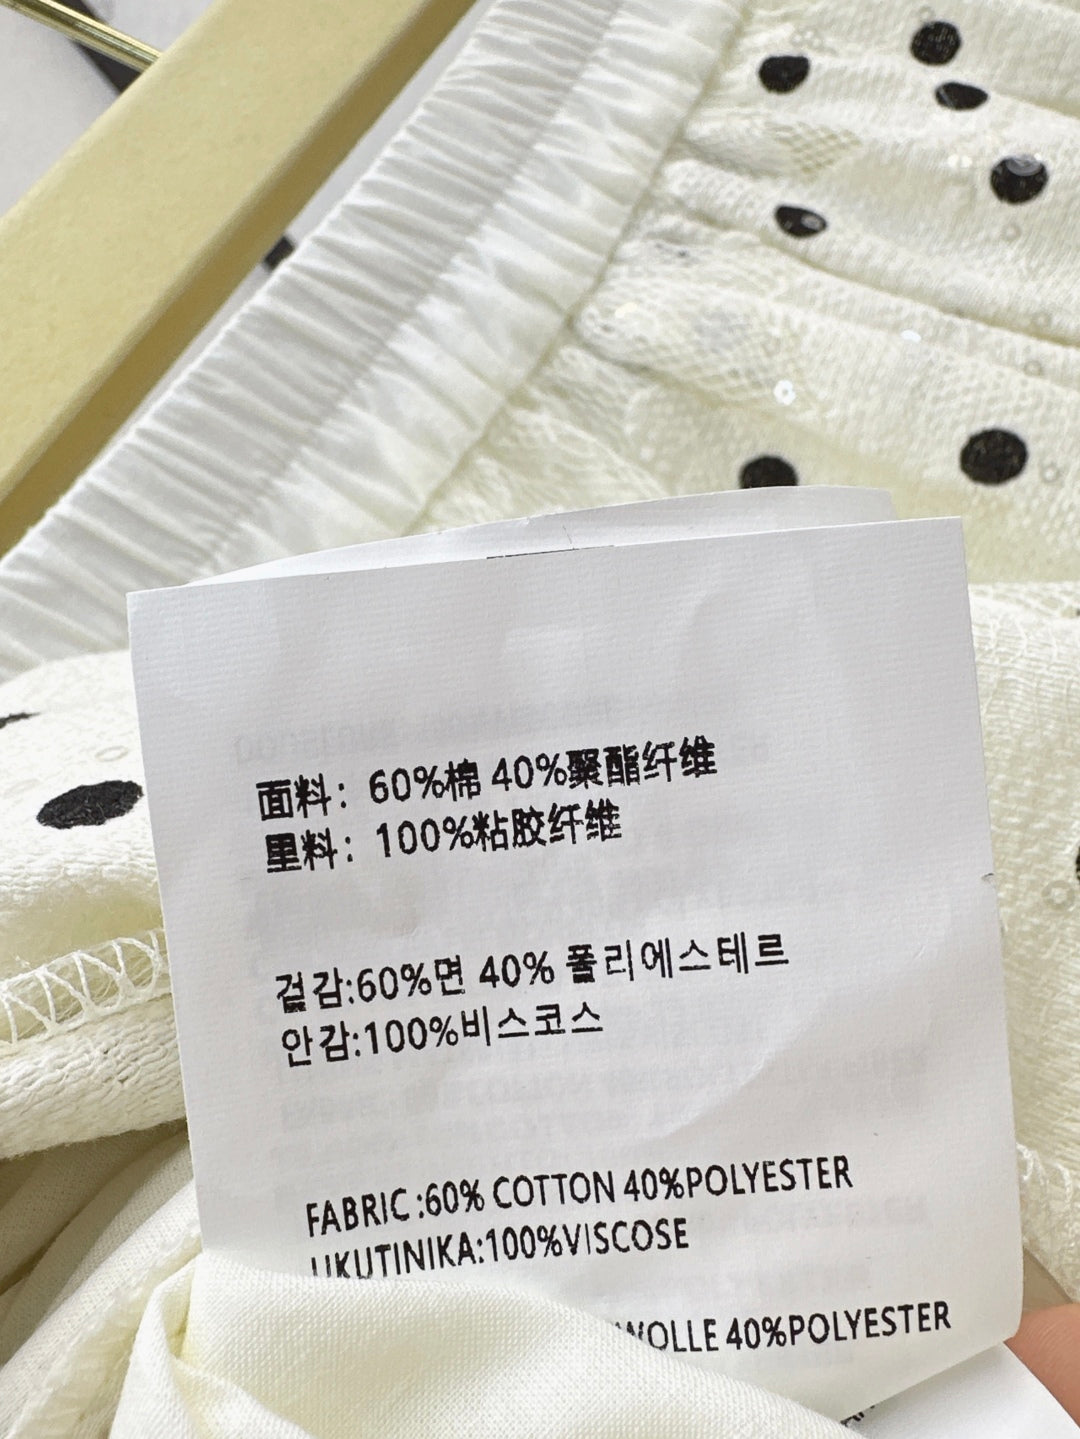 面料：60%棉 40%聚酯纤维
里料：100%粘胶纤维
겉감:60%면 40% 폴리에스테르
안감:100%비스코스
FABRIC :60% COTTON 40%POLYESTER
UKUTINIKA:100%VISCOSE
40%POLYESTER